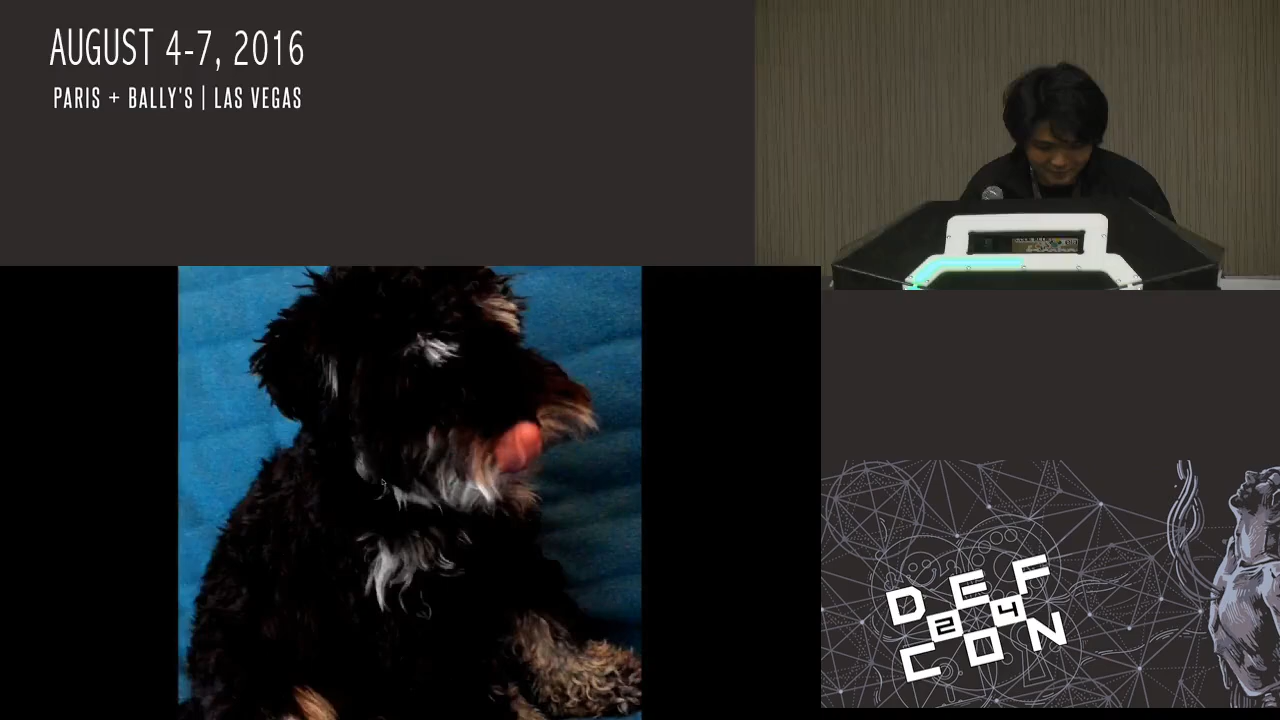 AUGUST 4-7, 2016
PARIS + BALLY'S | LAS VEGAS
DEF
24
CON